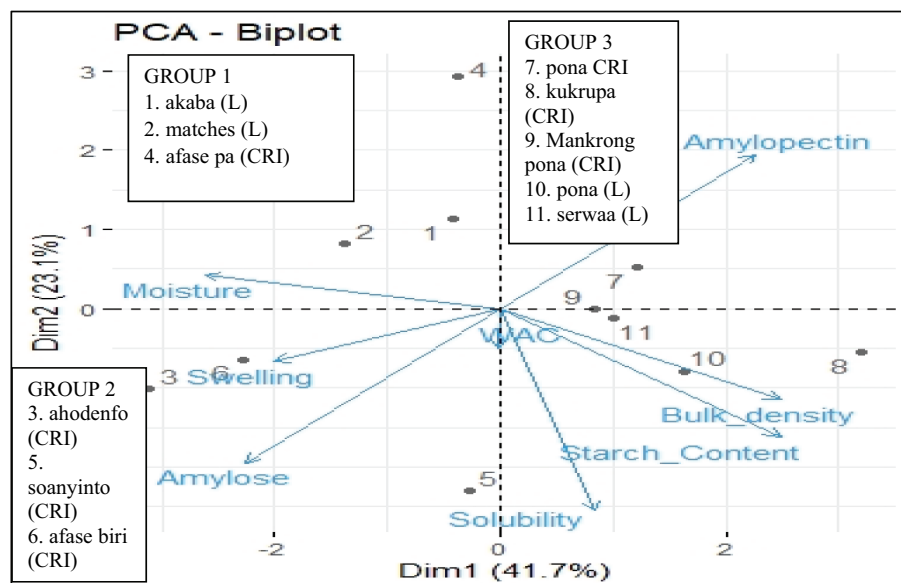 PCA - Biplot
GROUP 1
1. akaba (L)
2. matches (L)
4. afase pa (CRI)
GROUP 3
7. pona CRI
8. kukrupa
(CRI)
9. Mankrong
pona (CRI)
10. pona (L)
11. serwaa (L)
GROUP 2
3. ahodenfo
(CRI)
5.
soanyinto
(CRI)
6. afase biri
(CRI)
Dim2 (23.1%)
3
2
1
0
4
Amylopectin
2
1
Moisture
7
9
WAC
11
10
8
3
6
Swelling
Bulk_density
Starch_Content
Amylose
5
Solubility
-2
0
2
Dim1 (41.7%)